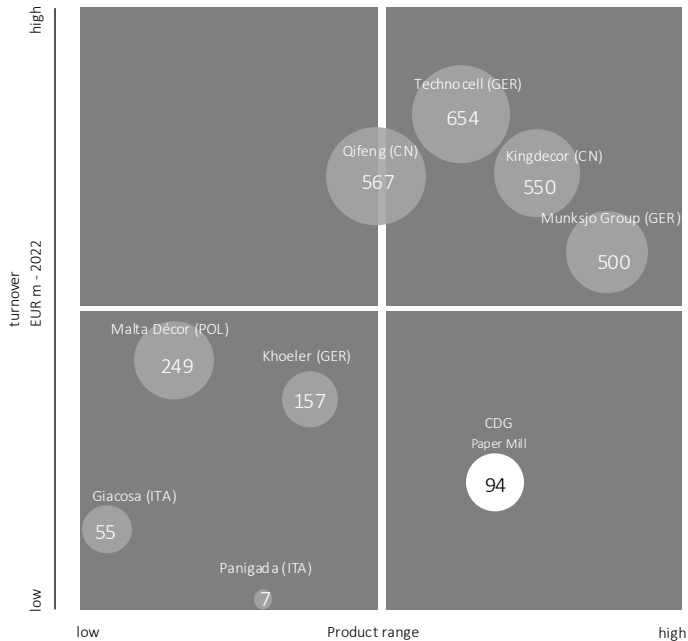 high
Technocell (GER)
654
Qifeng (CN)
567
Kingdecor (CN)
550
Munksjo Group (GER)
500
turnover
EUR m - 2022
Malta Décor (POL)
249
Khoeler (GER)
157
CDG
Paper Mill
94
Giacosa (ITA)
55
Panigada (ITA)
7
low
low
Product range
high